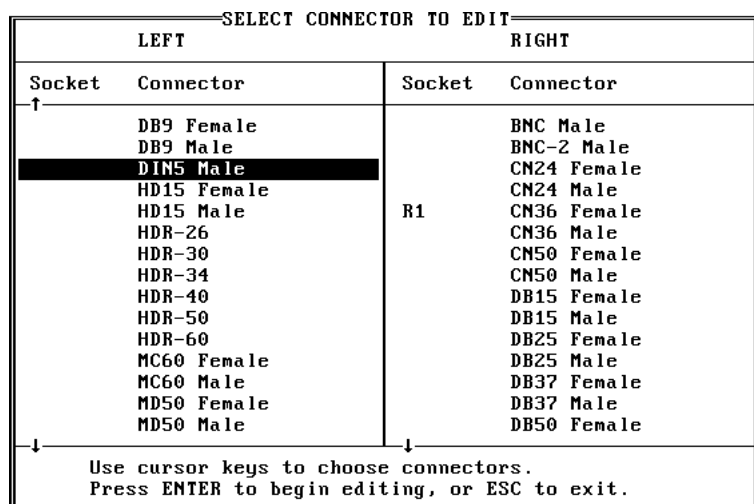 SELECT CONNECTOR TO EDIT
LEFT RIGHT
Socket Connector Socket Connector
DB9 Female BNC Male
DB9 Male BNC-2 Male
DIN5 Male CN24 Female
HD15 Female CN24 Male
HD15 Male R1 CN36 Female
HDR-26 CN36 Male
HDR-30 CN50 Female
HDR-34 CN50 Male
HDR-40 DB15 Female
HDR-50 DB15 Male
HDR-60 DB25 Female
MC60 Female DB25 Male
MC60 Male DB37 Female
MD50 Female DB37 Male
MD50 Male DB50 Female
Use cursor keys to choose connectors.
Press ENTER to begin editing, or ESC to exit.